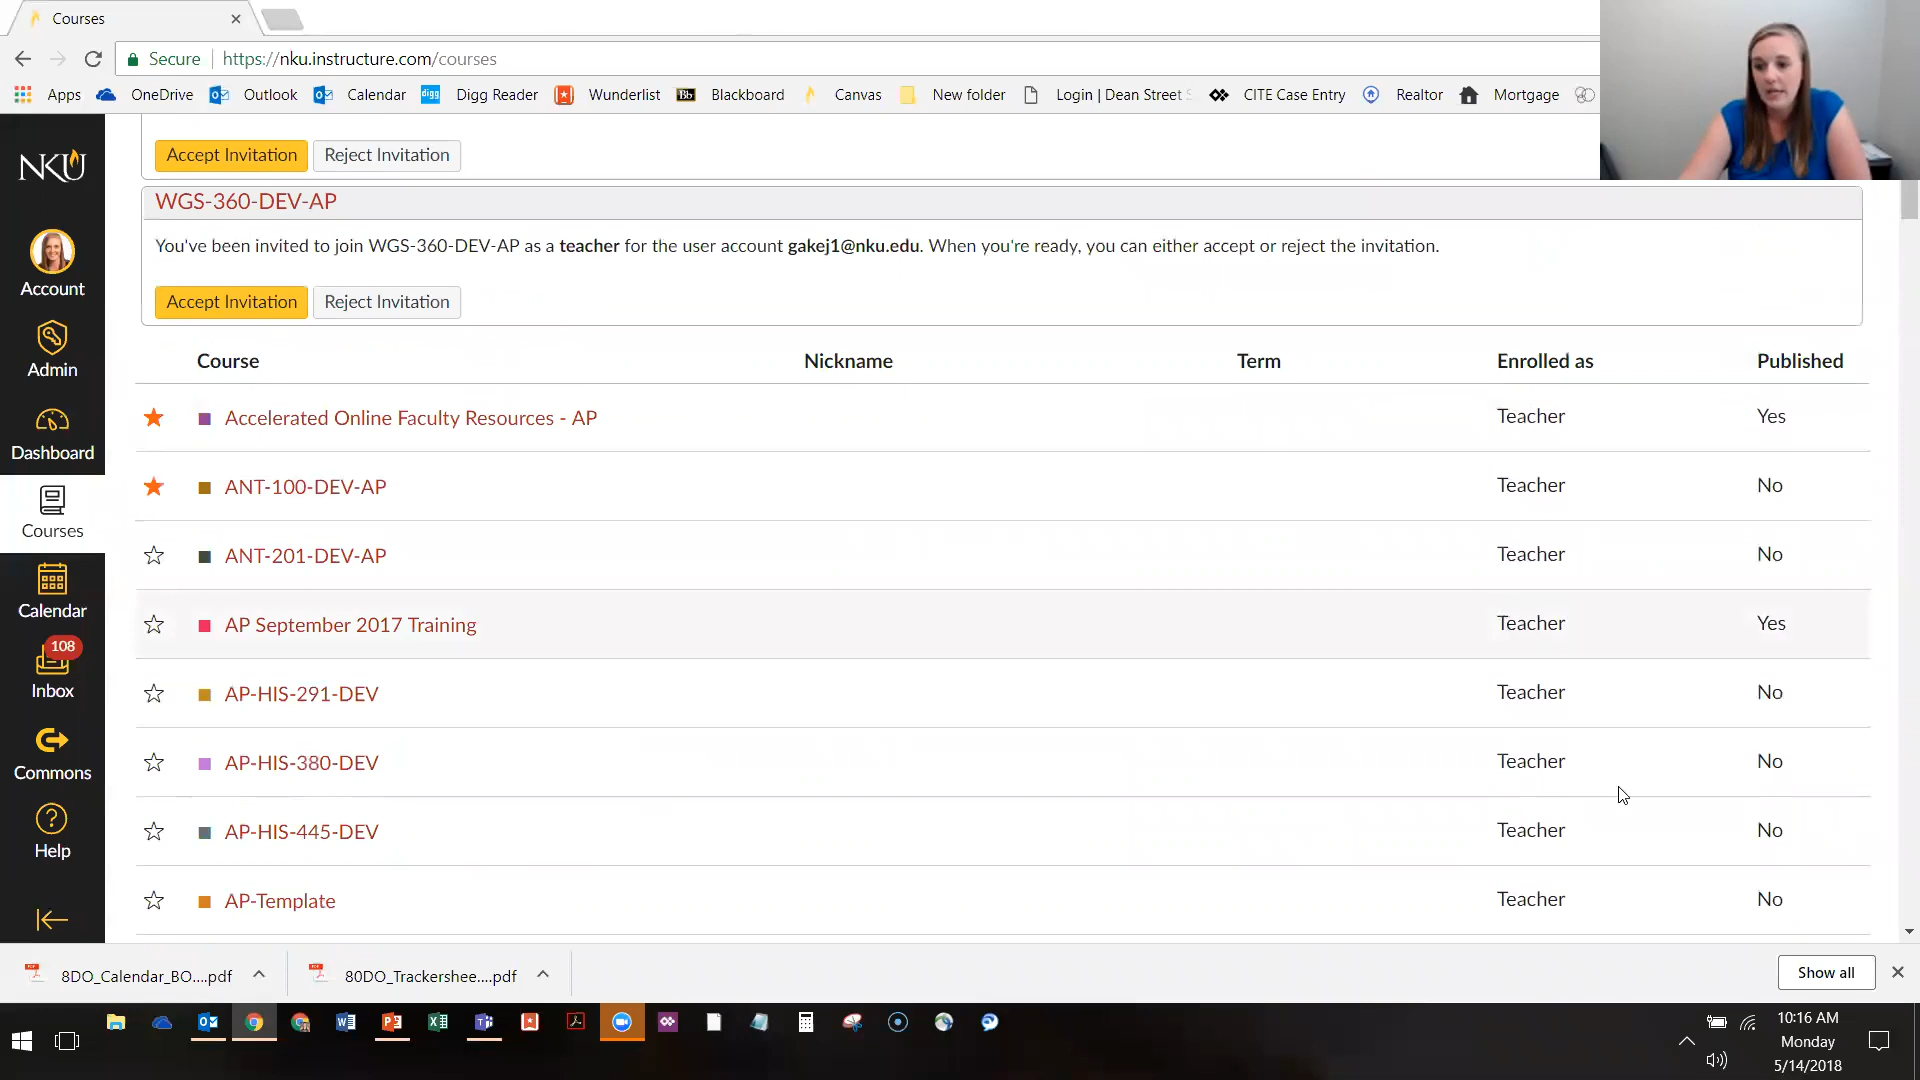 Courses
Secure https://nku.instructure.com/courses
Apps OneDrive Outlook Calendar Digg Reader Wunderlist Bb Blackboard Canvas New folder Login | Dean Street S CITE Case Entry Realtor Mortgage
digg
NKU
Accept Invitation Reject Invitation
WGS-360-DEV-AP
You've been invited to join WGS-360-DEV-AP as a teacher for the user account gakej1@nku.edu. When you're ready, you can either accept or reject the invitation.
Accept Invitation Reject Invitation
Account
Admin
Dashboard
Courses
Calendar
108
Inbox
Commons
Help
Course Nickname Term Enrolled as Published
Accelerated Online Faculty Resources - AP Teacher Yes
ANT-100-DEV-AP Teacher No
ANT-201-DEV-AP Teacher No
AP September 2017 Training Teacher Yes
AP-HIS-291-DEV Teacher No
AP-HIS-380-DEV Teacher No
AP-HIS-445-DEV Teacher No
AP-Template Teacher No
8DO_Calendar_BO....pdf 80DO_Trackershee....pdf Show all
10:16 AM
Monday
5/14/2018